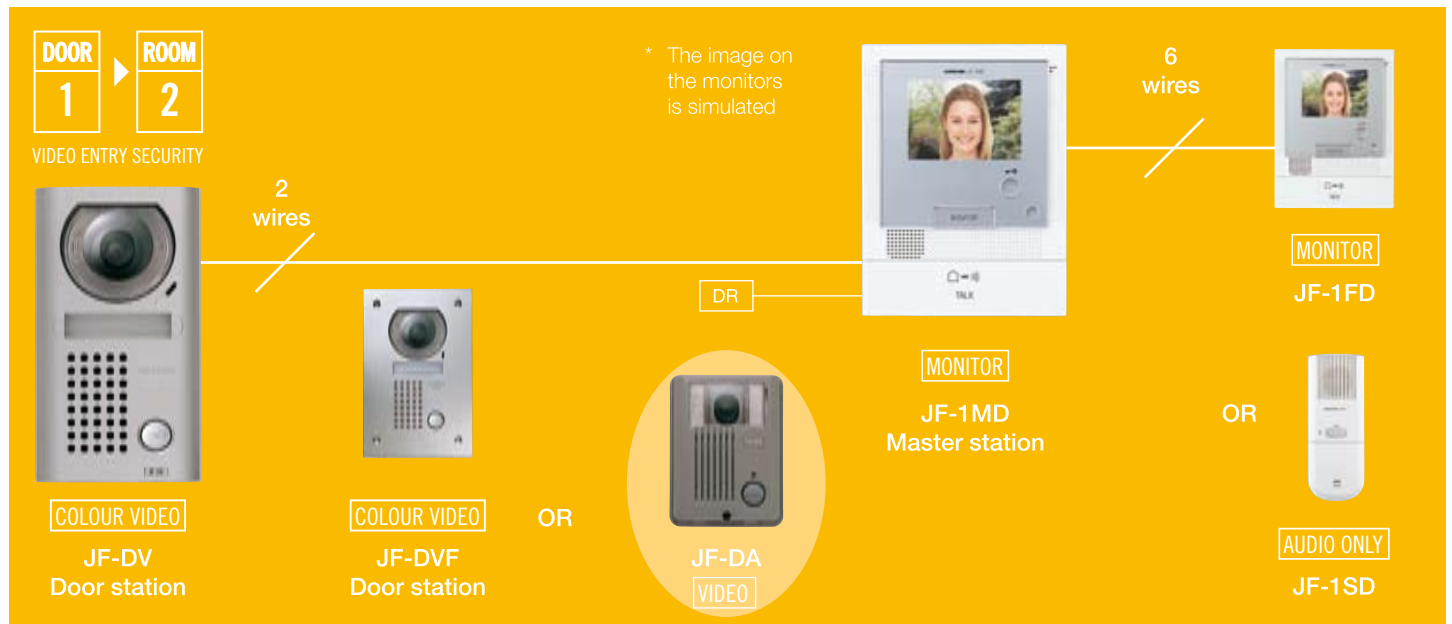 DOOR
1
ROOM
2
VIDEO ENTRY SECURITY
* The image on
the monitors
is simulated
6
wires
2
wires
DR
TALK
TALK
MONITOR
JF-1FD
MONITOR
JF-1MD
Master station
OR
COLOUR VIDEO
JF-DV
Door station
COLOUR VIDEO
JF-DVF
Door station
OR
JF-DA
VIDEO
AUDIO ONLY
JF-1SD